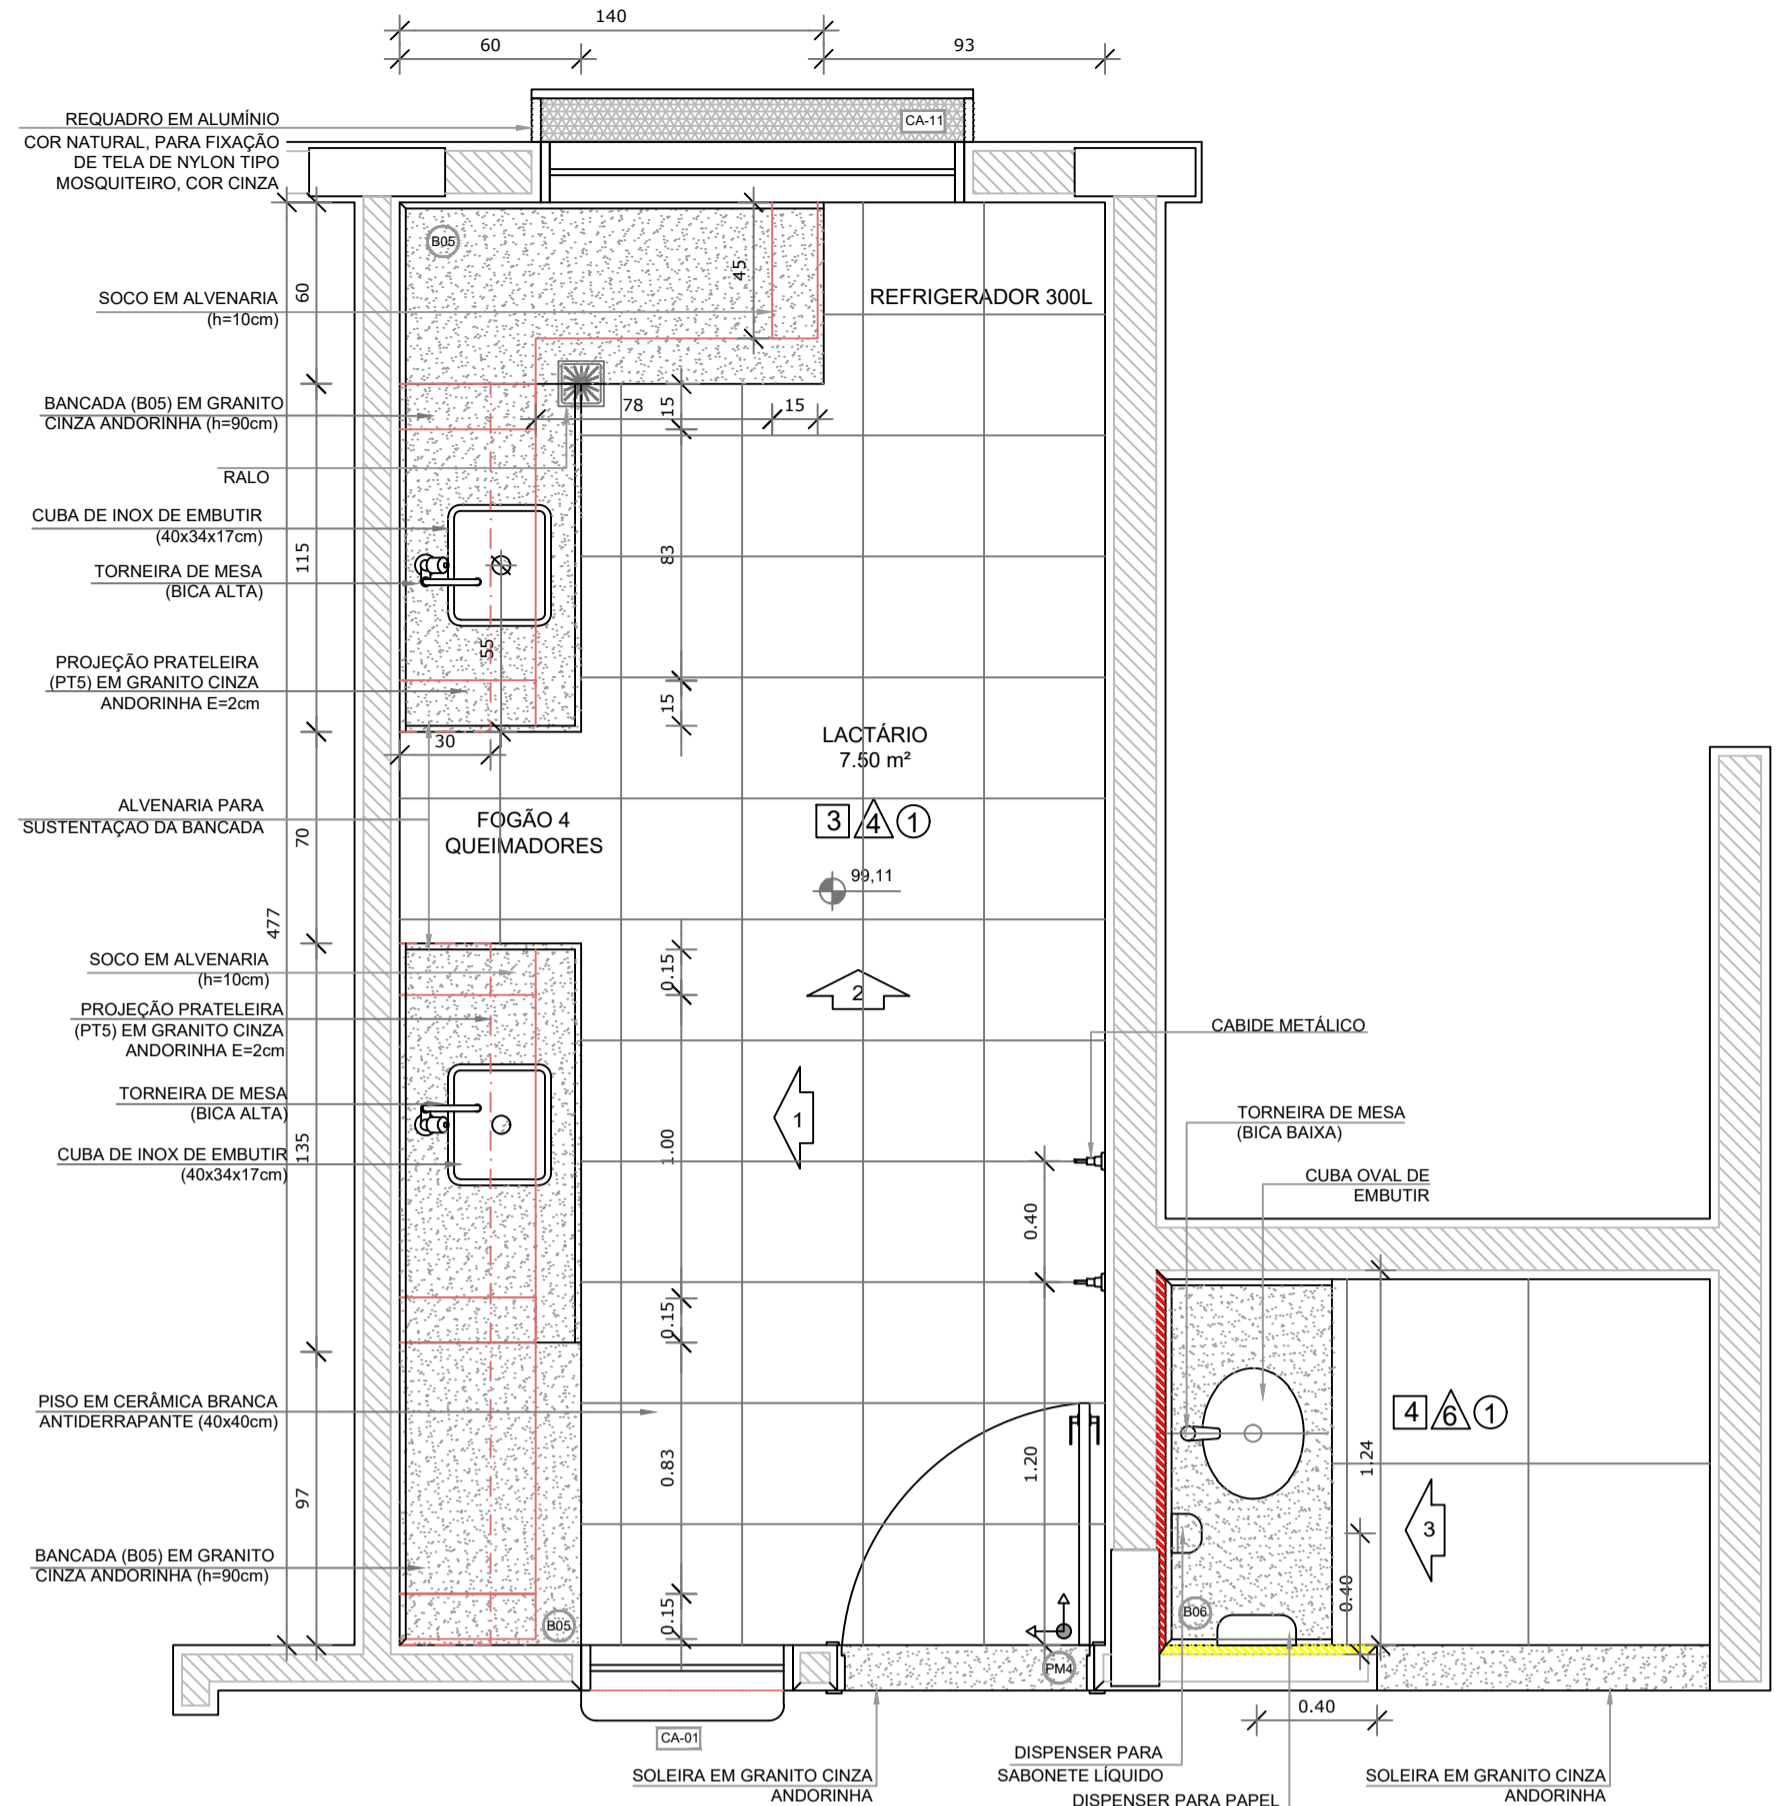 140
60
93
REQUADRO EM ALUMÍNIO
COR NATURAL, PARA FIXAÇÃO
DE TELA DE NYLON TIPO
MOSQUITEIRO, COR CINZA
CA-11
B05
60
45
SOCO EM ALVENARIA
(h=10cm)
REFRIGERADOR 300L
BANCADA (B05) EM GRANITO
CINZA ANDORINHA (h=90cm)
78
15
15
RALO
CUBA DE INOX DE EMBUTIR
(40x34x17cm)
115
83
TORNEIRA DE MESA
(BICA ALTA)
55
PROJEÇÃO PRATELEIRA
(PT5) EM GRANITO CINZA
ANDORINHA E=2cm
15
30
LACTÁRIO
7.50 m²
ALVENARIA PARA
SUSTENTAÇÃO DA BANCADA
70
FOGÃO 4
QUEIMADORES
3 4 1
99,11
477
SOCO EM ALVENARIA
(h=10cm)
0.15
2
PROJEÇÃO PRATELEIRA
(PT5) EM GRANITO CINZA
ANDORINHA E=2cm
CABIDE METÁLICO
TORNEIRA DE MESA
(BICA ALTA)
1
135
1.00
TORNEIRA DE MESA
(BICA BAIXA)
CUBA DE INOX DE EMBUTIR
(40x34x17cm)
CUBA OVAL DE
EMBUTIR
0.40
0.15
PISO EM CERÂMICA BRANCA
ANTIDERRAPANTE (40x40cm)
4 6 1
0.83
1.20
1.24
97
3
BANCADA (B05) EM GRANITO
CINZA ANDORINHA (h=90cm)
0.40
0.15
B05
B06
PM4
0.40
CA-01
SOLEIRA EM GRANITO CINZA
ANDORINHA
DISPENSER PARA
SABONETE LÍQUIDO
DISPENSER PARA PAPEL
SOLEIRA EM GRANITO CINZA
ANDORINHA